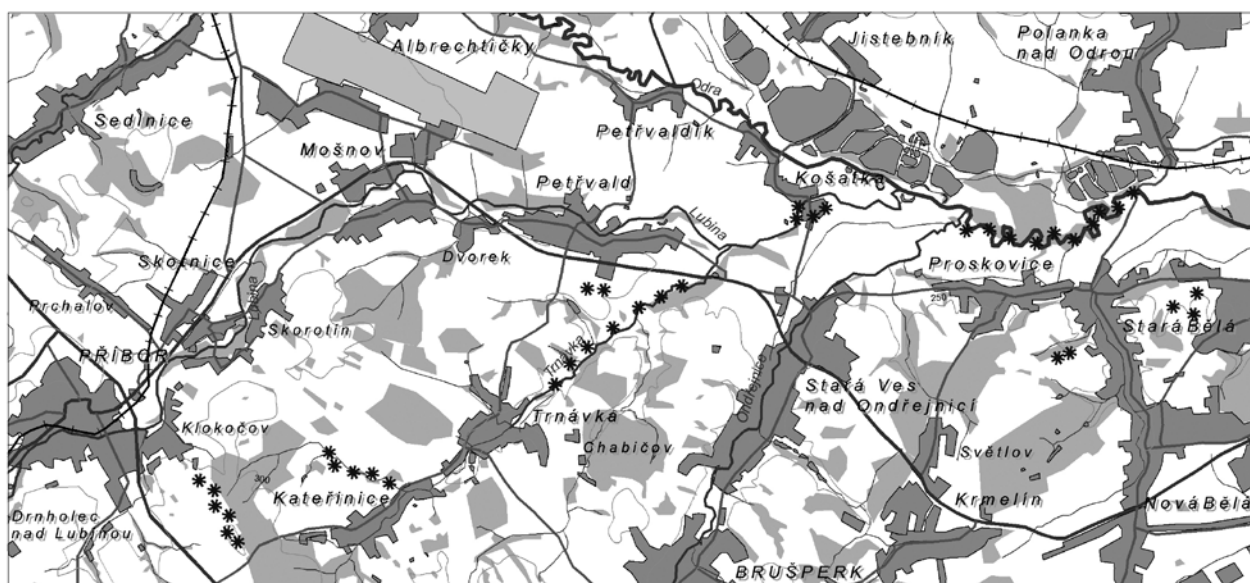 Albrechtičky
Jistebník
Polanka
nad Odrou
Sedlnice
Odra
Petřvaldík
Mošnov
Petřvald
Košatka
Lubina
Dvorek
Skotnice
Lubina
Proskovice
Prchalov
Skorotín
250
Stará Bělá
PŘÍBOR
Trnávka
Ondřejnice
Stará Ves
nad Ondřejnicí
Trnávka
Klokočov
Chabičov
Světlov
300
Kateřinice
Krmelín
Nová Bělá
Drnholec
nad Lubinou
BRUŠPERK